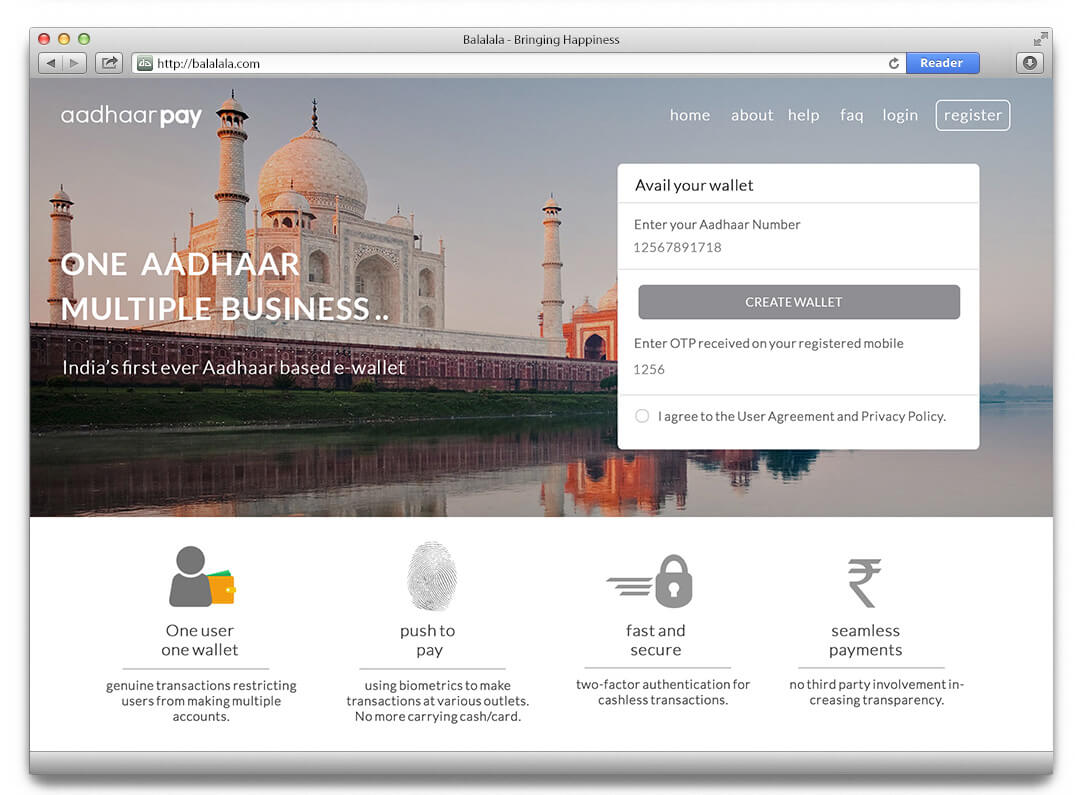 Balalala - Bringing Happiness
http://balalala.com
Reader
aadhaarpay
home about help faq login register
Avail your wallet
Enter your Aadhaar Number
12567891718
CREATE WALLET
Enter OTP received on your registered mobile
1256
I agree to the User Agreement and Privacy Policy.
ONE AADHAAR
MULTIPLE BUSINESS ..
India's first ever Aadhaar based e-wallet
One user
one wallet
genuine transactions restricting
users from making multiple
accounts.
push to
pay
using biometrics to make
transactions at various outlets.
No more carrying cash/card.
fast and
secure
two-factor authentication for
cashless transactions.
seamless
payments
no third party involvement in-
creasing transparency.